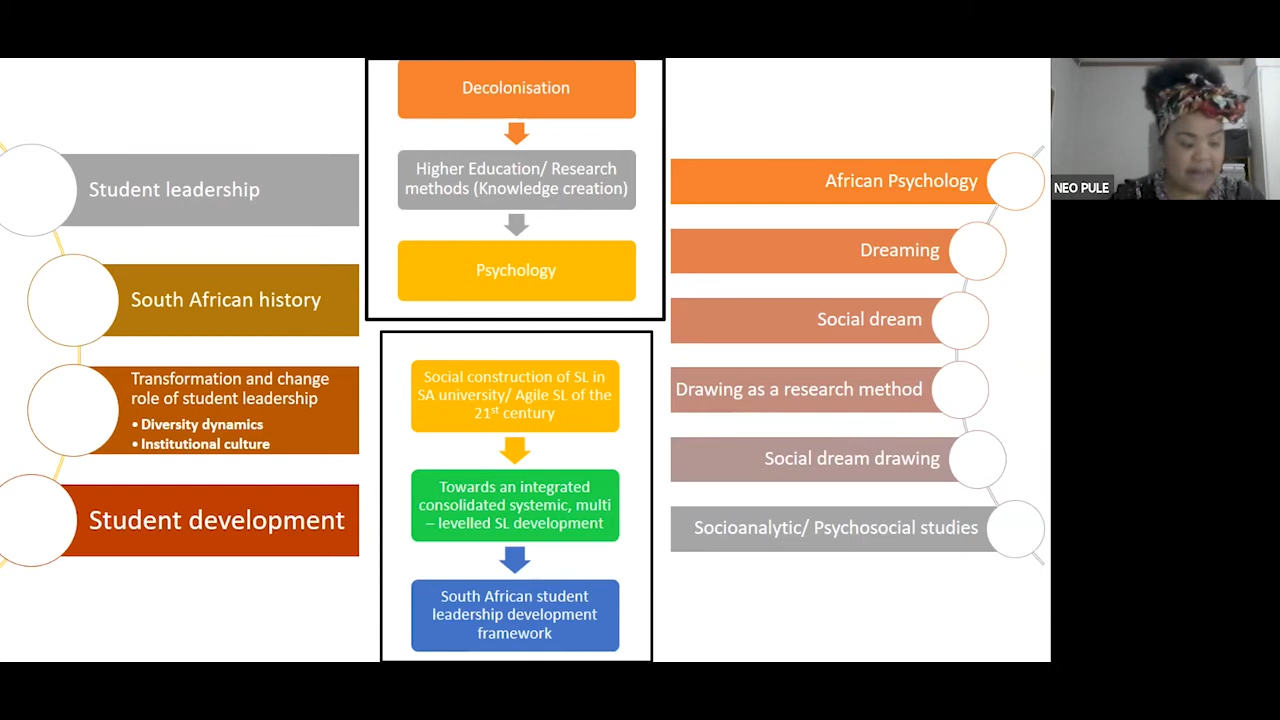 Student leadership
South African history
Transformation and change
role of student leadership
• Diversity dynamics
• Institutional culture
Student development
Decolonisation
Higher Education/ Research
methods (Knowledge creation)
Psychology
Social construction of SL in
SA university/ Agile SL of the
21st century
Towards an integrated
consolidated systemic, multi
– levelled SL development
South African student
leadership development
framework
African Psychology
Dreaming
Social dream
Drawing as a research method
Social dream drawing
Socioanalytic/ Psychosocial studies
NEO PULE